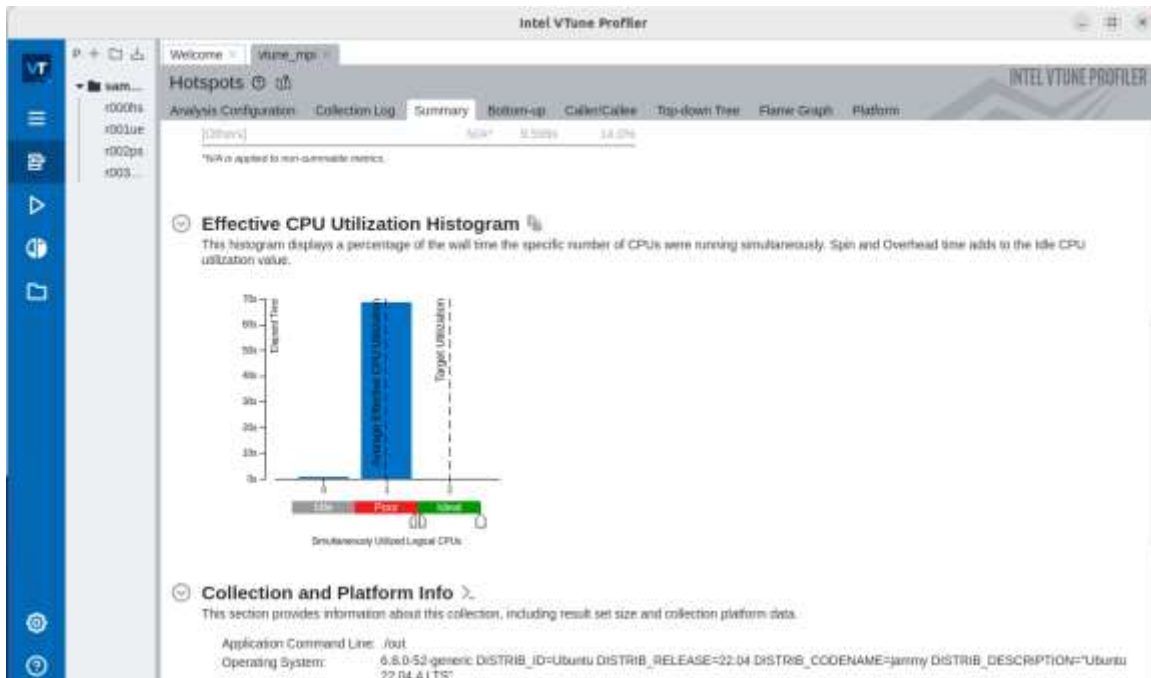 Intel VTune Profiler
VT
P
Welcome
vtune_mpi
Hotspots
INTEL VTUNE PROFILER
sam...
r000hs
r001ue
r002ps
r003...
Analysis Configuration Collection Log Summary Bottom-up Caller/Callee Top-down Tree Flame Graph Platform
[Others] N/A* 14.0%
*N/A is applied to non-summable metrics.
Effective CPU Utilization Histogram
This histogram displays a percentage of the wall time the specific number of CPUs were running simultaneously. Spin and Overhead time adds to the Idle CPU
utilization value.
70s
60s
50s
40s
30s
20s
10s
0s
Elapsed Time
Average Effective CPU Utilization
Target Utilization
0 1 2
Idle Poor Ideal
Simultaneously Utilized Logical CPUs
Collection and Platform Info
This section provides information about this collection, including result set size and collection platform data.
Application Command Line: ./out
Operating System: 6.8.0-52-generic DISTRIB_ID=Ubuntu DISTRIB_RELEASE=22.04 DISTRIB_CODENAME=jammy DISTRIB_DESCRIPTION="Ubuntu
22.04.4 LTS"